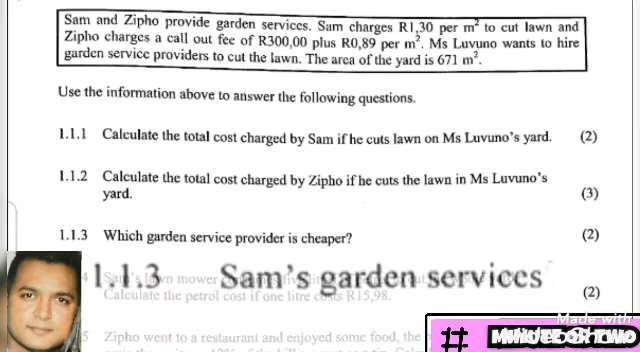 Sam and Zipho provide garden services. Sam charges R1,30 per m² to cut lawn and
Zipho charges a call out fee of R300,00 plus R0,89 per m². Ms Luvuno wants to hire
garden service providers to cut the lawn. The area of the yard is 671 m².
Use the information above to answer the following questions.
1.1.1 Calculate the total cost charged by Sam if he cuts lawn on Ms Luvuno's yard. (2)
1.1.2 Calculate the total cost charged by Zipho if he cuts the lawn in Ms Luvuno's
yard. (3)
1.1.3 Which garden service provider is cheaper? (2)
1.1.3 Sam's garden services
Calculate the petrol cost if one litre costs R15,98. (2)
Made with
5 Zipho went to a restaurant and enjoyed some food, the
#